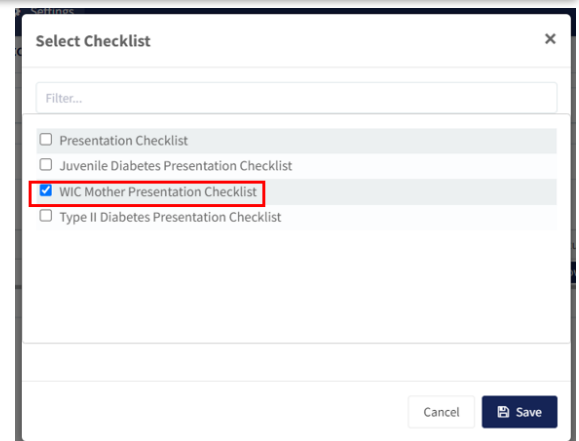 Settings
Select Checklist ×
Filter...
Presentation Checklist
Juvenile Diabetes Presentation Checklist
WIC Mother Presentation Checklist
Type II Diabetes Presentation Checklist
Cancel Save